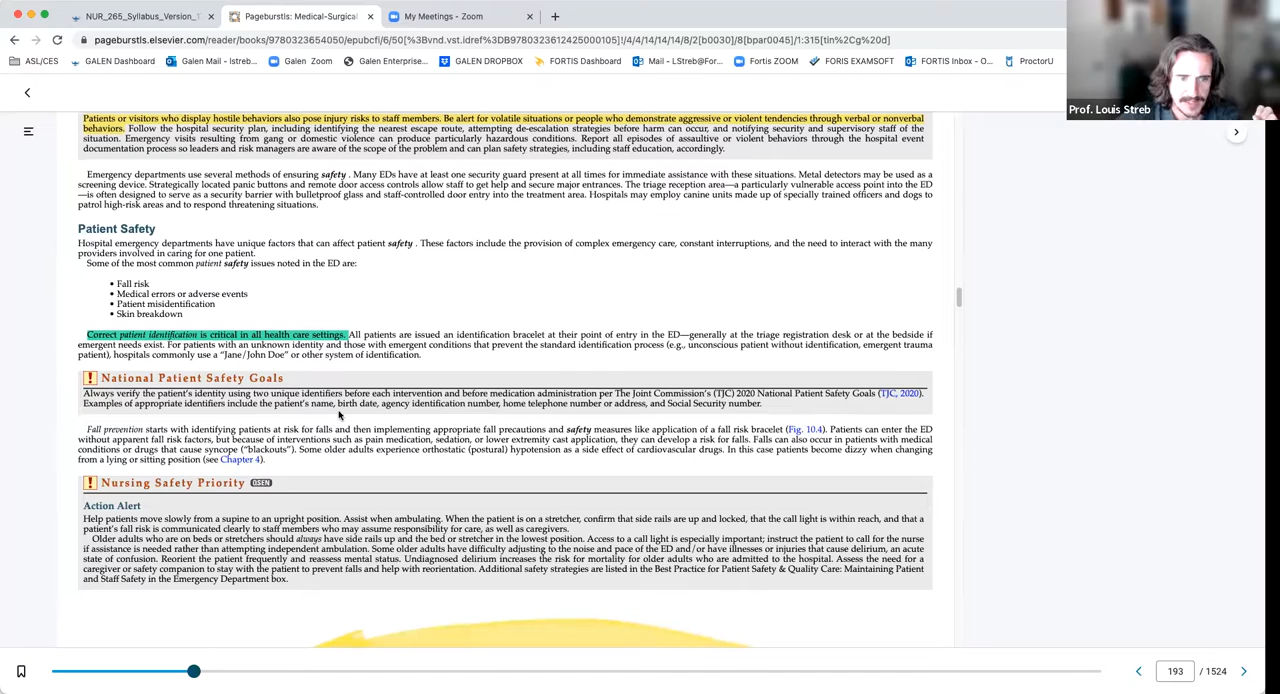 NUR_265_Syllabus_Version_
Pageburstls: Medical-Surgical
My Meetings - Zoom
pageburstls.elsevier.com/reader/books/9780323654050/epubcfi/6/50[%3Bvnd.vst.idref%3DB9780323612425000105]!/4/4/14/14/14/8/2[b0030]/8[bpar0045]/1:315[tln%2Cg%20d]
ASL/CES
GALEN Dashboard
Galen Mail - lstreb...
Galen Zoom
Galen Enterprise...
GALEN DROPBOX
FORTIS Dashboard
Mail - LStreb@For...
Fortis ZOOM
FORIS EXAMSOFT
FORTIS Inbox - O...
ProctorU
Prof. Louis Streb
Patients or visitors who display hostile behaviors also pose injury risks to staff members. Be alert for volatile situations or people who demonstrate aggressive or violent tendencies through verbal or nonverbal
behaviors. Follow the hospital security plan, including identifying the nearest escape route, attempting de-escalation strategies before harm can occur, and notifying security and supervisory staff of the
situation. Emergency visits resulting from gang or domestic violence can produce particularly hazardous conditions. Report all episodes of assaultive or violent behaviors through the hospital event
documentation process so leaders and risk managers are aware of the scope of the problem and can plan safety strategies, including staff education, accordingly.
Emergency departments use several methods of ensuring safety . Many EDs have at least one security guard present at all times for immediate assistance with these situations. Metal detectors may be used as a
screening device. Strategically located panic buttons and remote door access controls allow staff to get help and secure major entrances. The triage reception area—a particularly vulnerable access point into the ED
—is often designed to serve as a security barrier with bulletproof glass and staff-controlled door entry into the treatment area. Hospitals may employ canine units made up of specially trained officers and dogs to
patrol high-risk areas and to respond threatening situations.
Patient Safety
Hospital emergency departments have unique factors that can affect patient safety . These factors include the provision of complex emergency care, constant interruptions, and the need to interact with the many
providers involved in caring for one patient.
Some of the most common patient safety issues noted in the ED are:
• Fall risk
• Medical errors or adverse events
• Patient misidentification
• Skin breakdown
Correct patient identification is critical in all health care settings. All patients are issued an identification bracelet at their point of entry in the ED—generally at the triage registration desk or at the bedside if
emergent needs exist. For patients with an unknown identity and those with emergent conditions that prevent the standard identification process (e.g., unconscious patient without identification, emergent trauma
patient), hospitals commonly use a "Jane/John Doe" or other system of identification.
! National Patient Safety Goals
Always verify the patient's identity using two unique identifiers before each intervention and before medication administration per The Joint Commission's (TJC) 2020 National Patient Safety Goals (TJC, 2020).
Examples of appropriate identifiers include the patient's name, birth date, agency identification number, home telephone number or address, and Social Security number.
Fall prevention starts with identifying patients at risk for falls and then implementing appropriate fall precautions and safety measures like application of a fall risk bracelet (Fig. 10.4). Patients can enter the ED
without apparent fall risk factors, but because of interventions such as pain medication, sedation, or lower extremity cast application, they can develop a risk for falls. Falls can also occur in patients with medical
conditions or drugs that cause syncope ("blackouts"). Some older adults experience orthostatic (postural) hypotension as a side effect of cardiovascular drugs. In this case patients become dizzy when changing
from a lying or sitting position (see Chapter 4).
! Nursing Safety Priority QSEN
Action Alert
Help patients move slowly from a supine to an upright position. Assist when ambulating. When the patient is on a stretcher, confirm that side rails are up and locked, that the call light is within reach, and that a
patient's fall risk is communicated clearly to staff members who may assume responsibility for care, as well as caregivers.
Older adults who are on beds or stretchers should always have side rails up and the bed or stretcher in the lowest position. Access to a call light is especially important; instruct the patient to call for the nurse
if assistance is needed rather than attempting independent ambulation. Some older adults have difficulty adjusting to the noise and pace of the ED and/or have illnesses or injuries that cause delirium, an acute
state of confusion. Reorient the patient frequently and reassess mental status. Undiagnosed delirium increases the risk for mortality for older adults who are admitted to the hospital. Assess the need for a
caregiver or safety companion to stay with the patient to prevent falls and help with reorientation. Additional safety strategies are listed in the Best Practice for Patient Safety & Quality Care: Maintaining Patient
and Staff Safety in the Emergency Department box.
193 / 1524